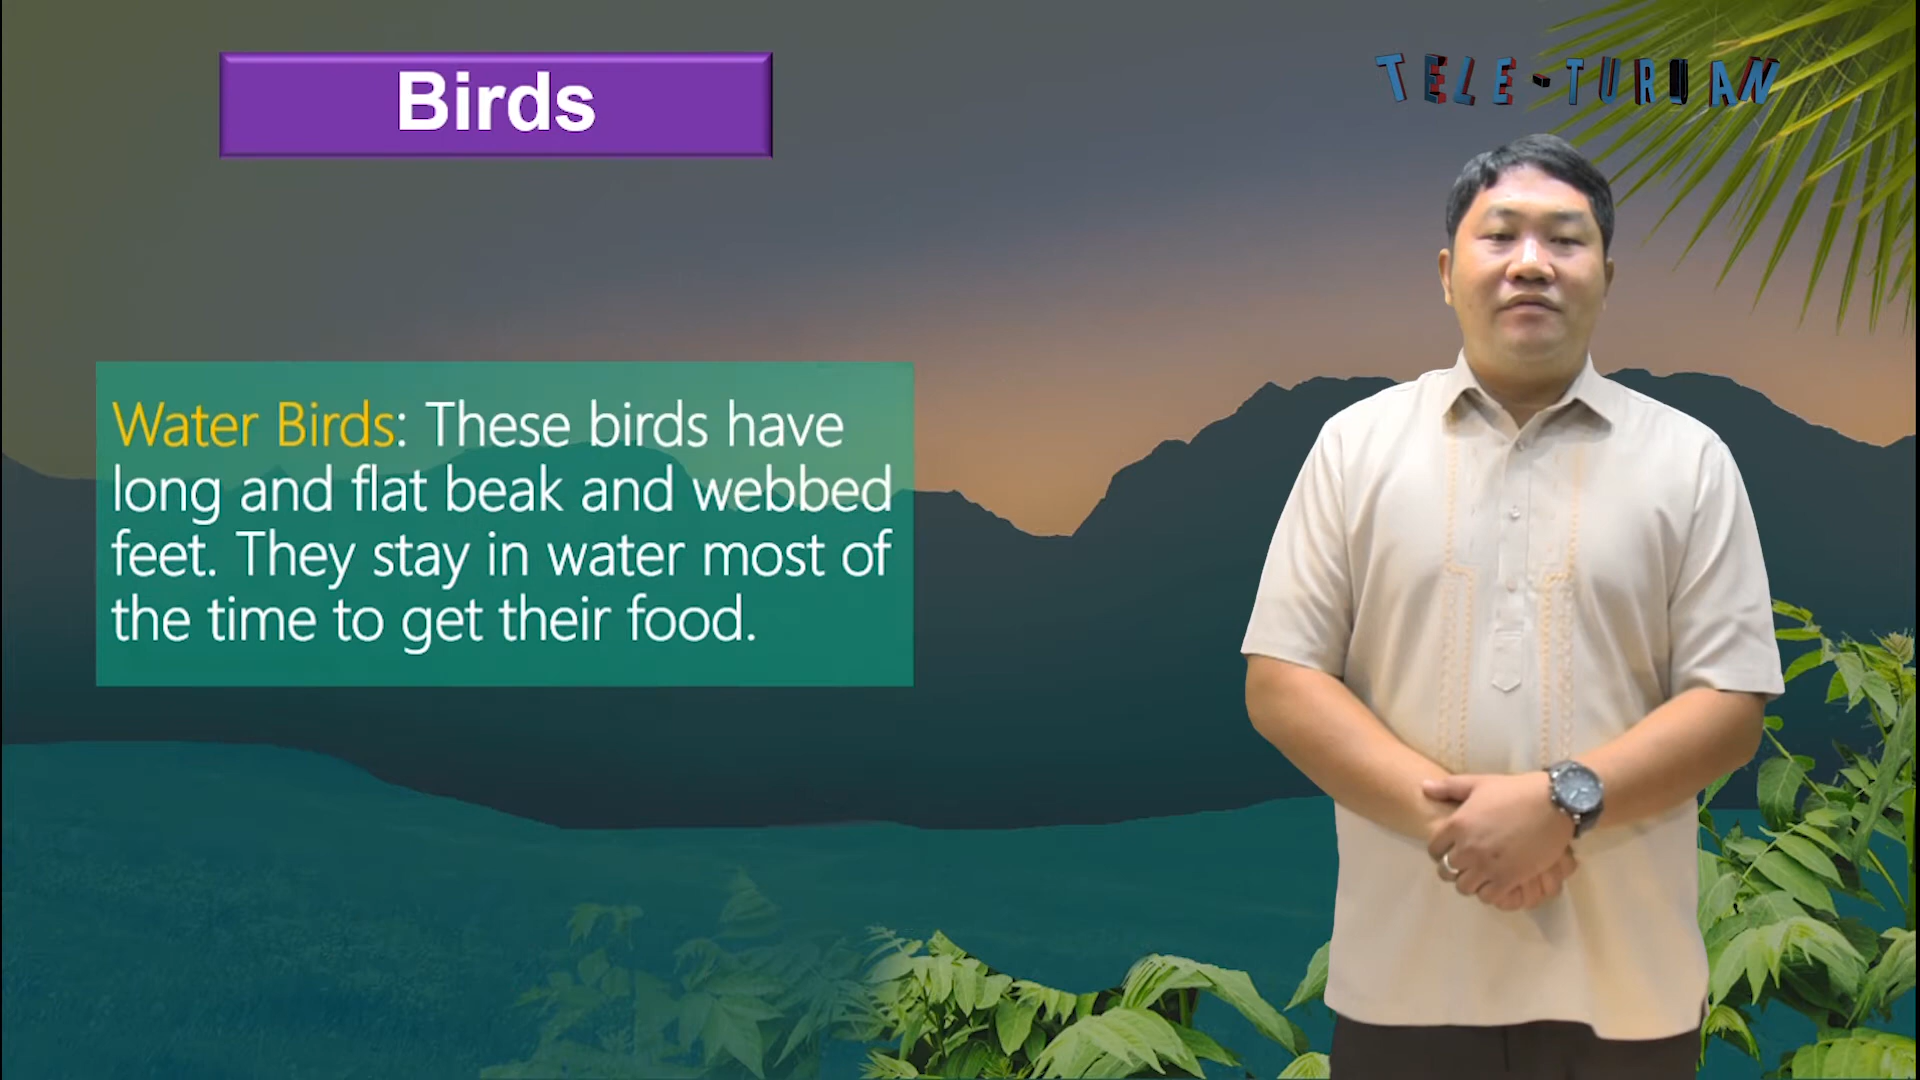 Birds
TELE-TURUAN
Water Birds: These birds have
long and flat beak and webbed
feet. They stay in water most of
the time to get their food.